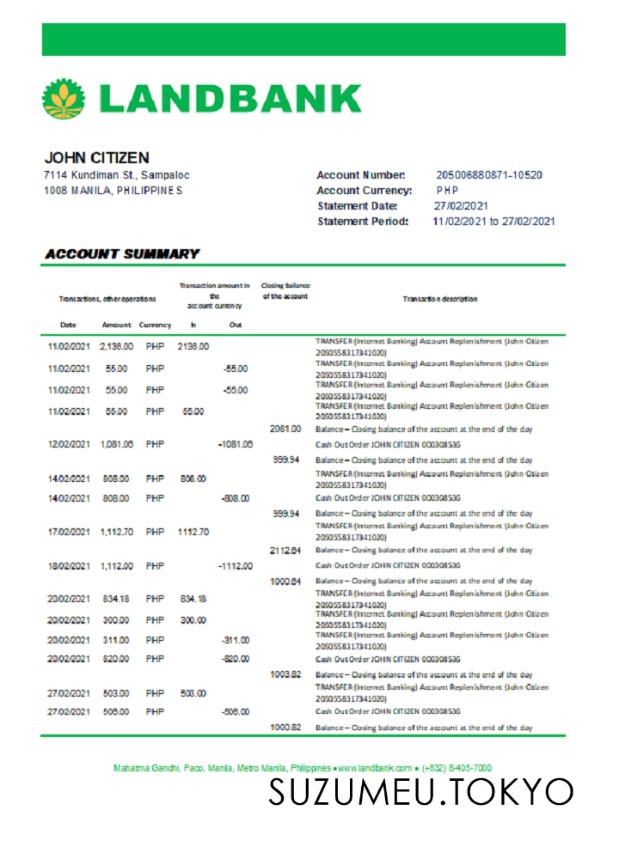 LANDBANK
JOHN CITIZEN
7114 Kundiman St., Sampaloc
1008 MANILA, PHILIPPINES
Account Number: 205006880871-10520
Account Currency: PHP
Statement Date: 27/02/2021
Statement Period: 11/02/2021 to 27/02/2021
ACCOUNT SUMMARY
Transactions, other operations
Transaction amount in
the
account currency
Closing balance
of the account
Transaction description
Date Amount Currency In Out
11/02/2021 2,136.00 PHP 2136.00 TRANSFER (Internet Banking) Account Replenishment (John Citizen
2050558317341020)
11/02/2021 55.00 PHP -55.00 TRANSFER (Internet Banking) Account Replenishment (John Citizen
2050558317341020)
11/02/2021 55.00 PHP -55.00 TRANSFER (Internet Banking) Account Replenishment (John Citizen
2050558317341020)
11/02/2021 55.00 PHP 55.00 TRANSFER (Internet Banking) Account Replenishment (John Citizen
2050558317341020)
2081.00 Balance – Closing balance of the account at the end of the day
12/02/2021 1,081.06 PHP -1081.06 Cash Out Order JOHN CITIZEN 000308536
999.94 Balance – Closing balance of the account at the end of the day
14/02/2021 808.00 PHP 808.00 TRANSFER (Internet Banking) Account Replenishment (John Citizen
2050558317341020)
14/02/2021 808.00 PHP -808.00 Cash Out Order JOHN CITIZEN 000308536
999.94 Balance – Closing balance of the account at the end of the day
17/02/2021 1,112.70 PHP 1112.70 TRANSFER (Internet Banking) Account Replenishment (John Citizen
2050558317341020)
2112.64 Balance – Closing balance of the account at the end of the day
18/02/2021 1,112.00 PHP -1112.00 Cash Out Order JOHN CITIZEN 000308536
1000.64 Balance – Closing balance of the account at the end of the day
20/02/2021 834.18 PHP 834.18 TRANSFER (Internet Banking) Account Replenishment (John Citizen
2050558317341020)
20/02/2021 300.00 PHP 300.00 TRANSFER (Internet Banking) Account Replenishment (John Citizen
2050558317341020)
20/02/2021 311.00 PHP -311.00 TRANSFER (Internet Banking) Account Replenishment (John Citizen
2050558317341020)
20/02/2021 820.00 PHP -820.00 Cash Out Order JOHN CITIZEN 000308536
1003.82 Balance – Closing balance of the account at the end of the day
27/02/2021 503.00 PHP 503.00 TRANSFER (Internet Banking) Account Replenishment (John Citizen
2050558317341020)
27/02/2021 506.00 PHP -506.00 Cash Out Order JOHN CITIZEN 000308536
1000.82 Balance – Closing balance of the account at the end of the day
Mahatma Gandhi, Paco, Manila, Metro Manila, Philippines • www.landbank.com • (+632) 8-405-7000
SUZUMEU.TOKYO